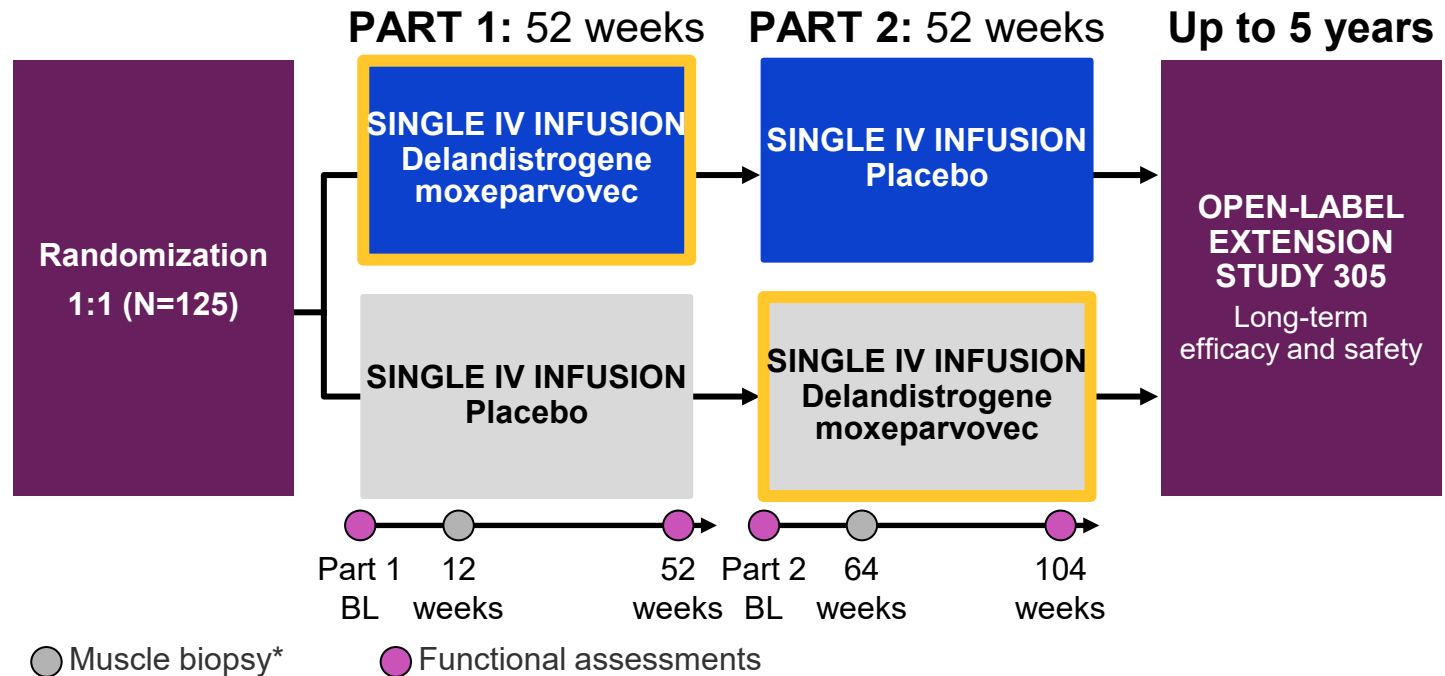 PART 1: 52 weeks
PART 2: 52 weeks
Up to 5 years
Randomization
1:1 (N=125)
SINGLE IV INFUSION
Delandistrogene
moxeparvovec
SINGLE IV INFUSION
Placebo
SINGLE IV INFUSION
Placebo
SINGLE IV INFUSION
Delandistrogene
moxeparvovec
OPEN-LABEL
EXTENSION
STUDY 305
Long-term
efficacy and safety
Part 1
BL
12
weeks
52
weeks
Part 2
BL
64
weeks
104
weeks
Muscle biopsy*
Functional assessments